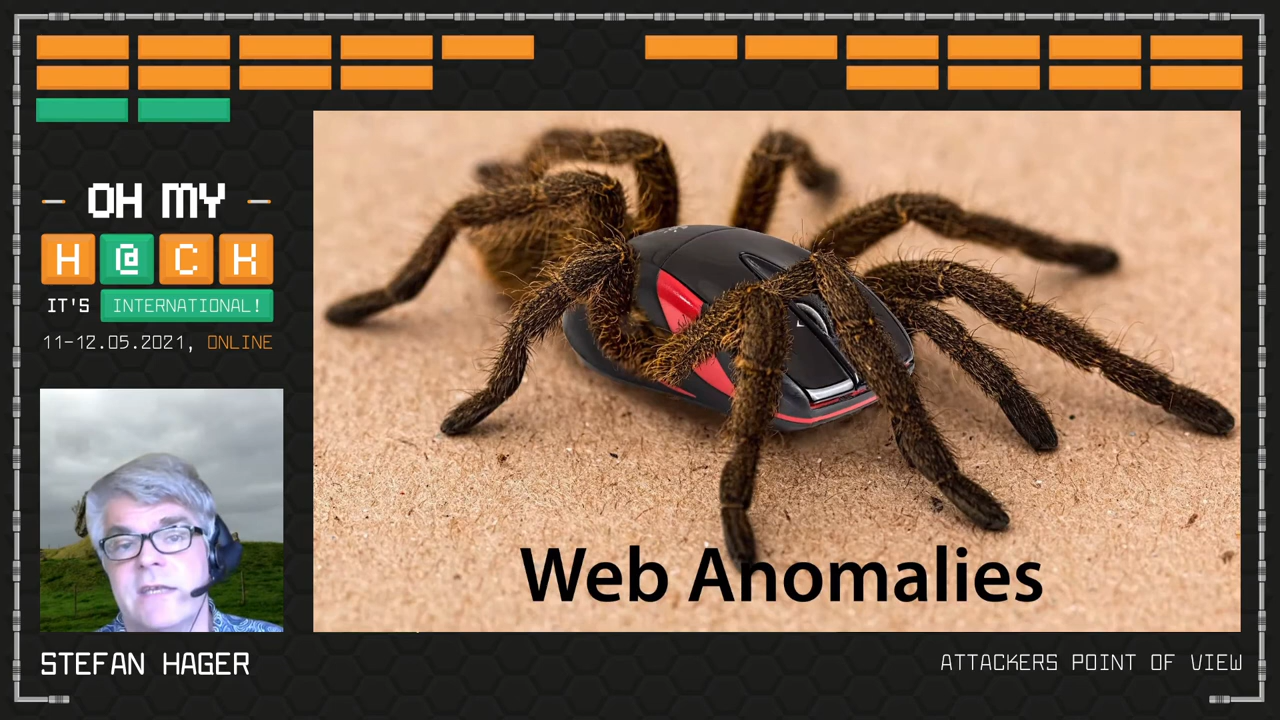 OH MY
H@CK
IT'S INTERNATIONAL!
11-12.05.2021, ONLINE
Web Anomalies
STEFAN HAGER
ATTACKERS POINT OF VIEW